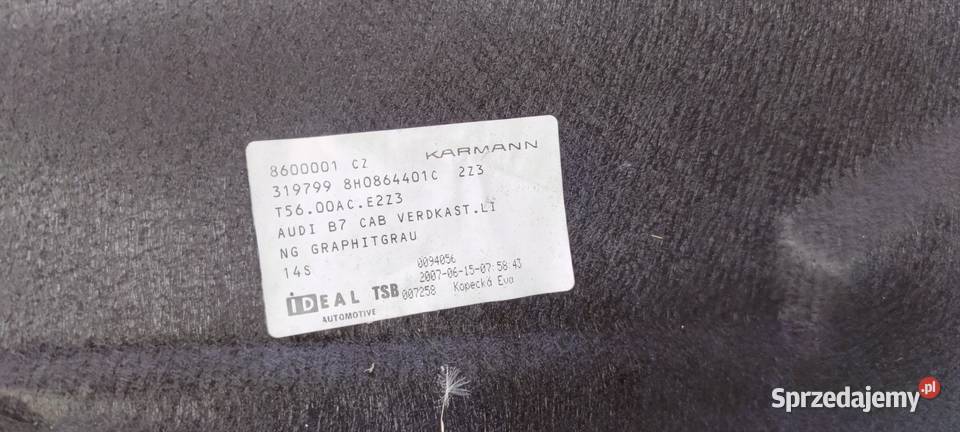 8600001 CZ KARMANN
319799 8H0864401C 2Z3
T56.00AC.E2Z3
AUDI B7 CAB VERDKAST.LI
NG GRAPHITGRAU
14S 0094056
2007-06-15-07:58:43
IDEAL TSB 007258 Kopecká Eva
AUTOMOTIVE
Sprzedajemy.pl